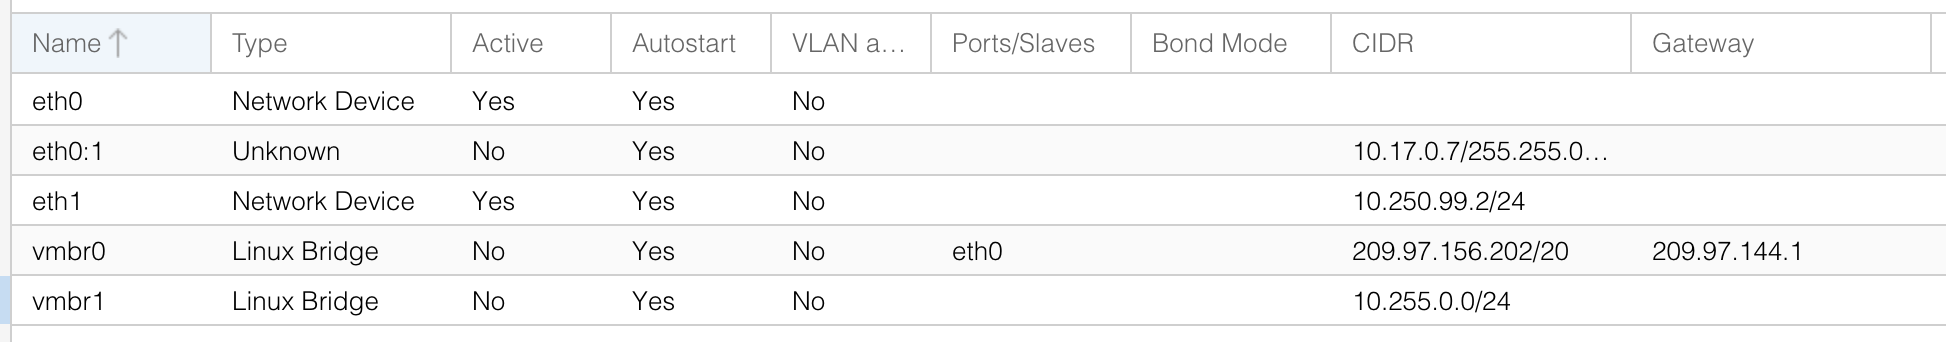 Name ↑ Type Active Autostart VLAN a... Ports/Slaves Bond Mode CIDR Gateway
eth0 Network Device Yes Yes No
eth0:1 Unknown No Yes No 10.17.0.7/255.255.0...
eth1 Network Device Yes Yes No 10.250.99.2/24
vmbr0 Linux Bridge No Yes No eth0 209.97.156.202/20 209.97.144.1
vmbr1 Linux Bridge No Yes No 10.255.0.0/24